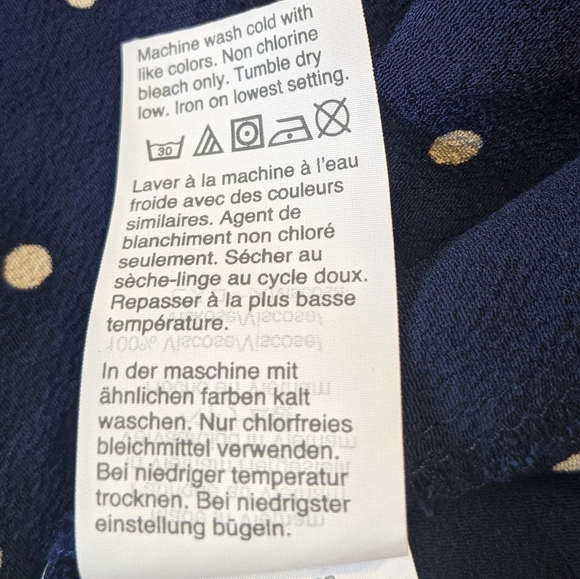 Machine wash cold with
like colors. Non chlorine
bleach only. Tumble dry
low. Iron on lowest setting.
30
Laver à la machine à l'eau
froide avec des couleurs
similaires. Agent de
blanchiment non chloré
seulement. Sécher au
sèche-linge au cycle doux.
Repasser à la plus basse
température.
100% Viscose/Viscose/
In der maschine mit
ähnlichen farben kalt
waschen. Nur chlorfreies
bleichmittel verwenden.
Bei niedriger temperatur
trocknen. Bei niedrigster
einstellung bügeln.